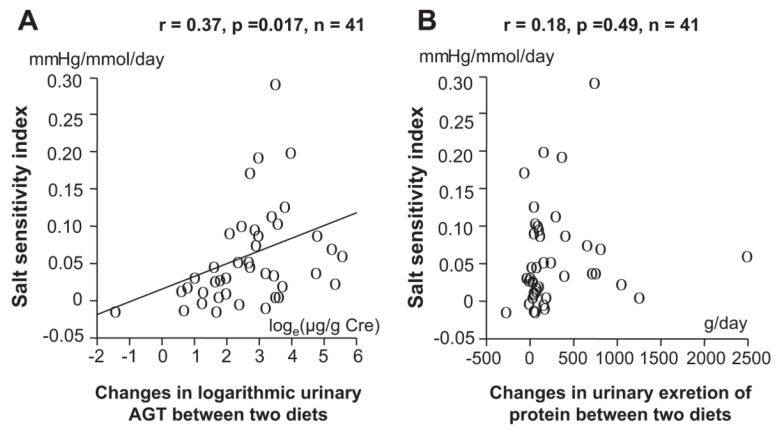 A
r = 0.37, p =0.017, n = 41
mmHg/mmol/day
Salt sensitivity index
0.30
0.25
0.20
0.15
0.10
0.05
0
-0.05
logₑ(µg/g Cre)
-2 -1 0 1 2 3 4 5 6
Changes in logarithmic urinary
AGT between two diets
B
r = 0.18, p =0.49, n = 41
mmHg/mmol/day
Salt sensitivity index
0.30
0.25
0.20
0.15
0.10
0.05
0
-0.05
g/day
-500 0 500 1000 1500 2000 2500
Changes in urinary exretion of
protein between two diets